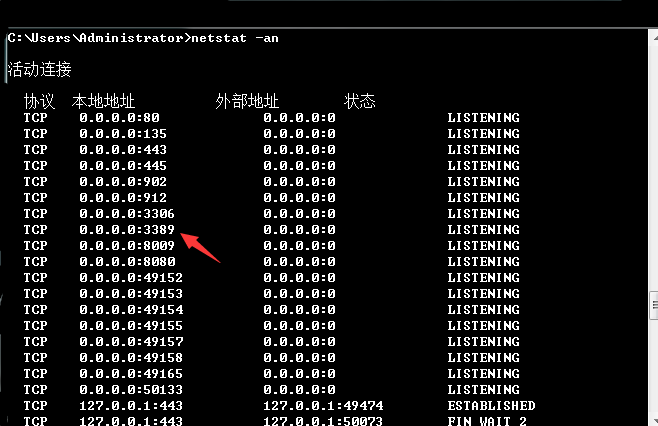 C:\Users\Administrator>netstat -an
活动连接
协议 本地地址 外部地址 状态
TCP 0.0.0.0:80 0.0.0.0:0 LISTENING
TCP 0.0.0.0:135 0.0.0.0:0 LISTENING
TCP 0.0.0.0:443 0.0.0.0:0 LISTENING
TCP 0.0.0.0:445 0.0.0.0:0 LISTENING
TCP 0.0.0.0:902 0.0.0.0:0 LISTENING
TCP 0.0.0.0:912 0.0.0.0:0 LISTENING
TCP 0.0.0.0:3306 0.0.0.0:0 LISTENING
TCP 0.0.0.0:3389 0.0.0.0:0 LISTENING
TCP 0.0.0.0:8009 0.0.0.0:0 LISTENING
TCP 0.0.0.0:8080 0.0.0.0:0 LISTENING
TCP 0.0.0.0:49152 0.0.0.0:0 LISTENING
TCP 0.0.0.0:49153 0.0.0.0:0 LISTENING
TCP 0.0.0.0:49154 0.0.0.0:0 LISTENING
TCP 0.0.0.0:49155 0.0.0.0:0 LISTENING
TCP 0.0.0.0:49157 0.0.0.0:0 LISTENING
TCP 0.0.0.0:49158 0.0.0.0:0 LISTENING
TCP 0.0.0.0:49165 0.0.0.0:0 LISTENING
TCP 0.0.0.0:50133 0.0.0.0:0 LISTENING
TCP 127.0.0.1:443 127.0.0.1:49474 ESTABLISHED
TCP 127.0.0.1:443 127.0.0.1:50073 FIN_WAIT_2